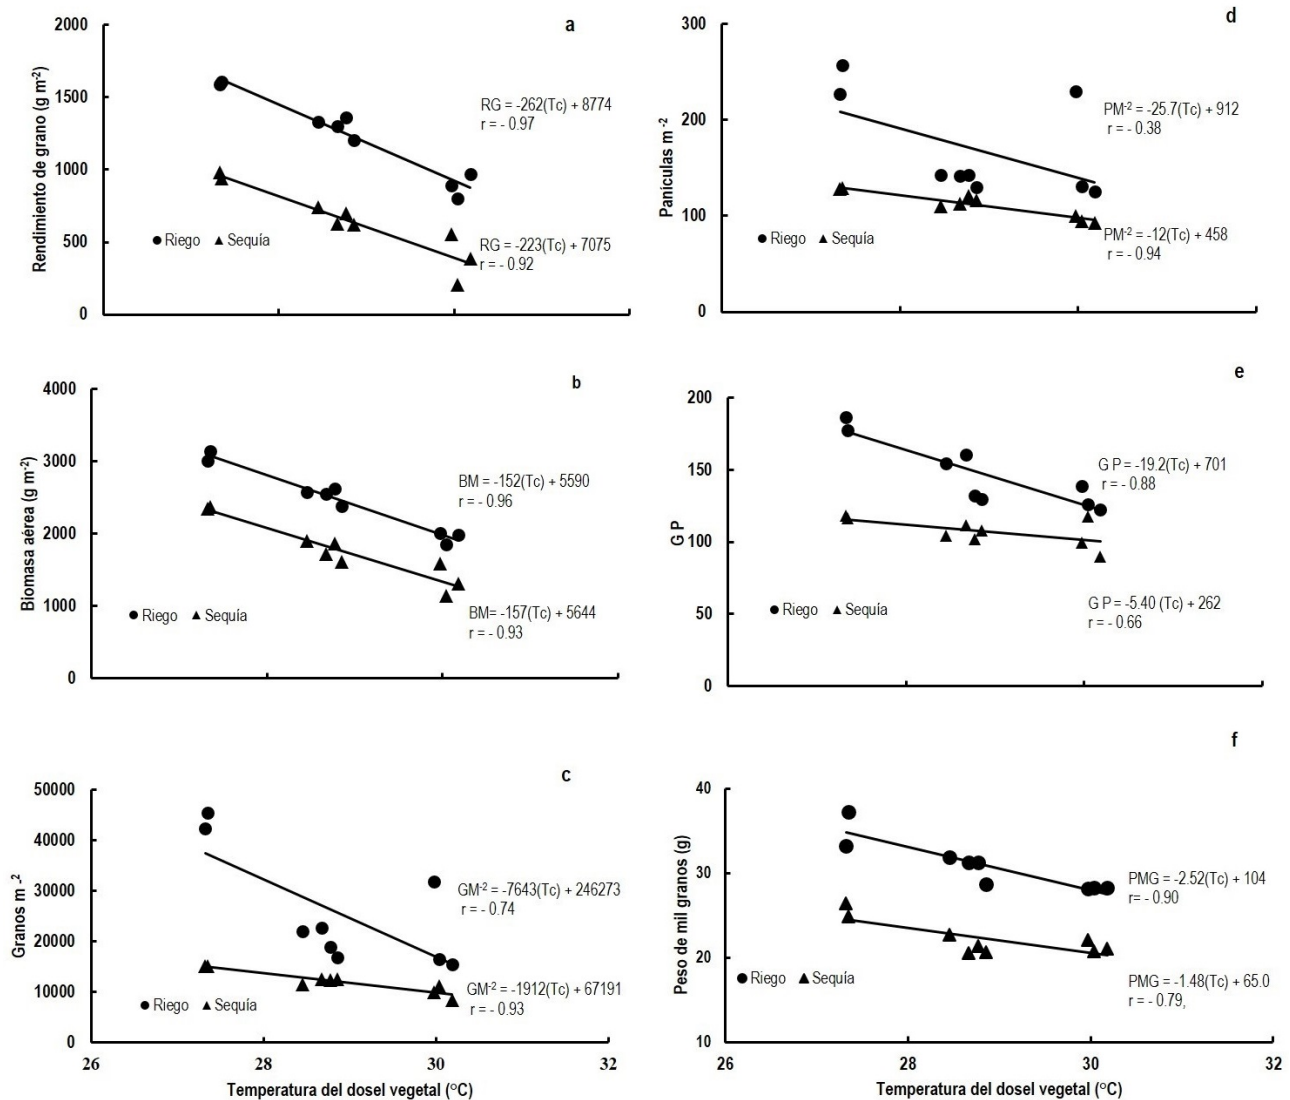 a
2000
1500
1000
500
0
Rendimiento de grano (g m-2)
RG = -262(Tc) + 8774
r = - 0.97
Riego Sequía
RG = -223(Tc) + 7075
r = - 0.92
d
300
200
100
0
Paniculas m-2
PM-2 = -25.7(Tc) + 912
r = - 0.38
Riego Sequía
PM-2 = -12(Tc) + 458
r = - 0.94
b
4000
3000
2000
1000
0
Biomasa aérea (g m-2)
BM = -152(Tc) + 5590
r = - 0.96
Riego Sequía
BM= -157(Tc) + 5644
r = - 0.93
e
200
150
100
50
0
G P
G P = -19.2(Tc) + 701
r = - 0.88
Riego Sequía
G P = -5.40 (Tc) + 262
r = - 0.66
c
50000
40000
30000
20000
10000
0
Granos m-2
GM-2 = -7643(Tc) + 246273
r = - 0.74
Riego Sequía
GM-2 = -1912(Tc) + 67191
r = - 0.93
26 28 30 32
Temperatura del dosel vegetal (°C)
f
40
30
20
10
Peso de mil granos (g)
PMG = -2.52(Tc) + 104
r= - 0.90
Riego Sequía
PMG = -1.48(Tc) + 65.0
r = - 0.79,
26 28 30 32
Temperatura del dosel vegetal (°C)